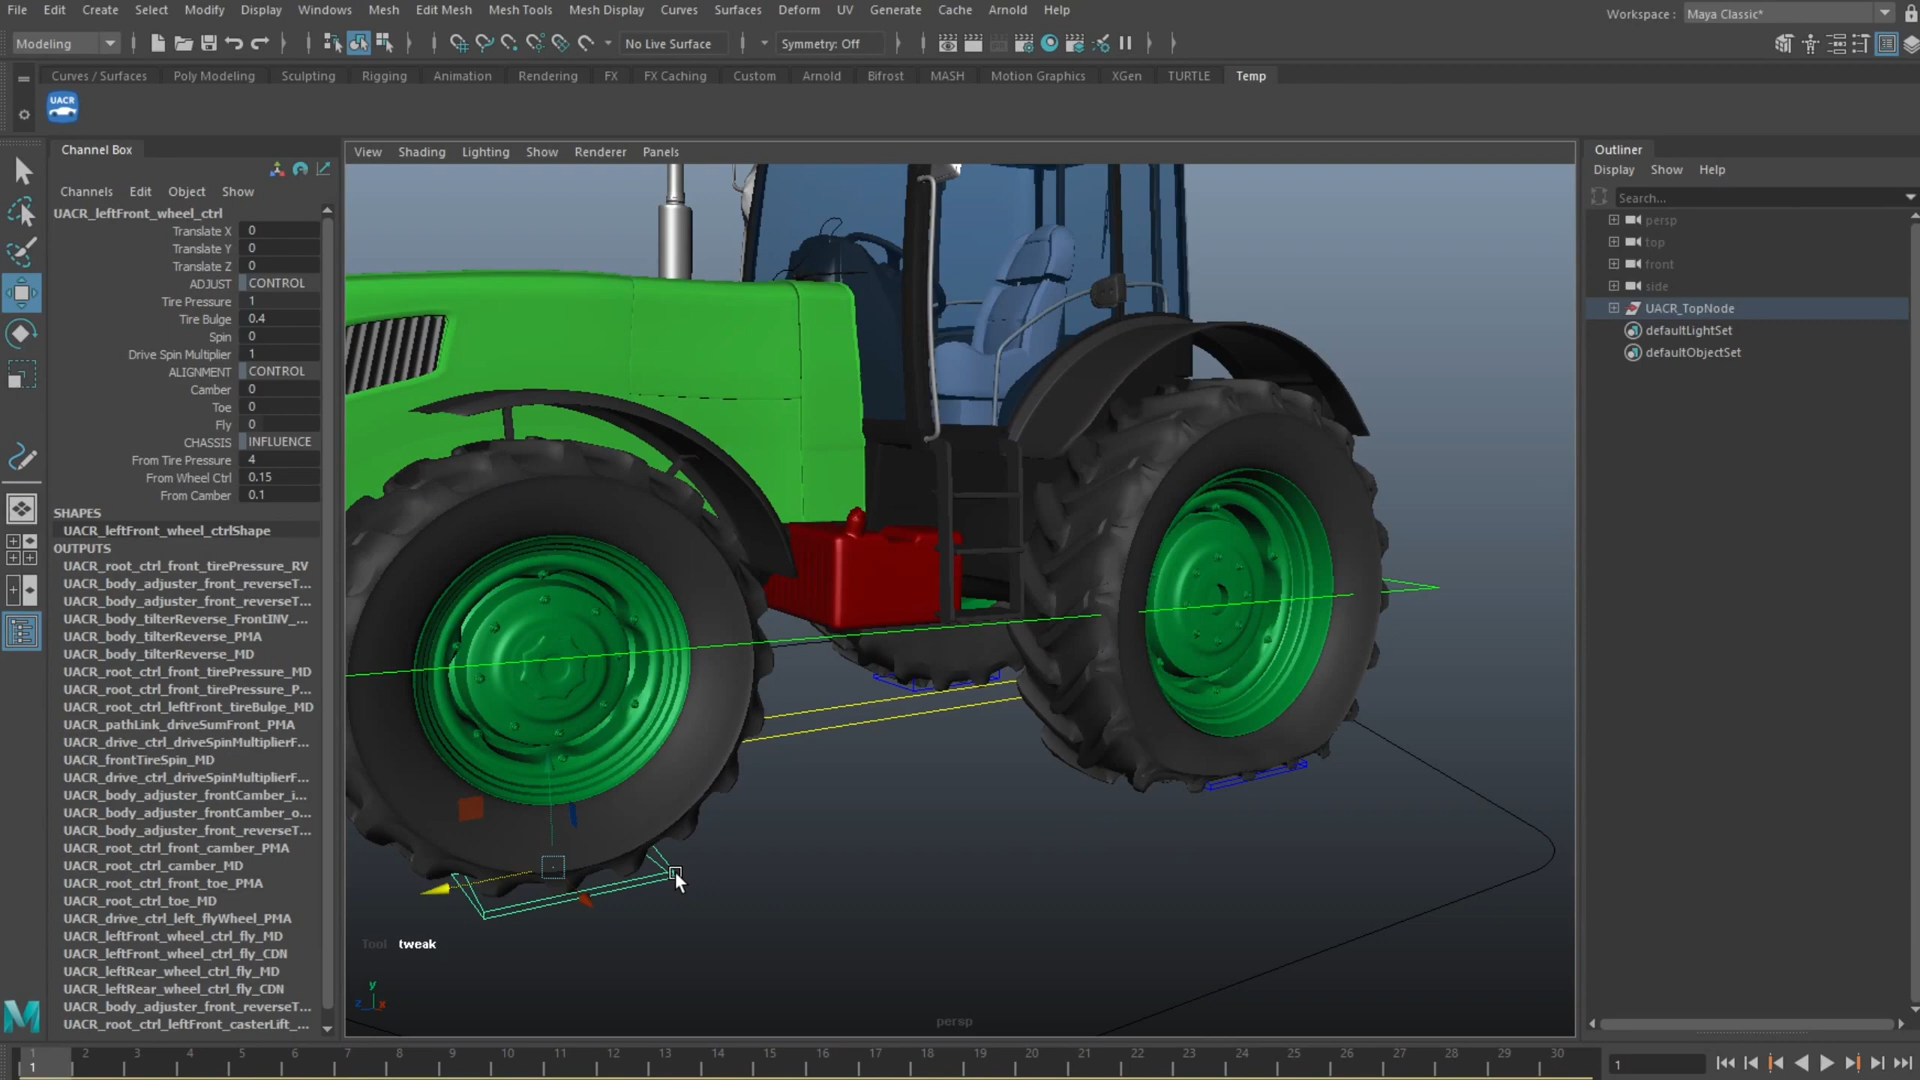 File Edit Create Select Modify Display Windows Mesh Edit Mesh Mesh Tools Mesh Display Curves Surfaces Deform UV Generate Cache Arnold Help
Workspace : Maya Classic*
Modeling No Live Surface Symmetry: Off
Curves / Surfaces Poly Modeling Sculpting Rigging Animation Rendering FX FX Caching Custom Arnold Bifrost MASH Motion Graphics XGen TURTLE Temp
UACR
Channel Box
Channels Edit Object Show
UACR_leftFront_wheel_ctrl
Translate X 0
Translate Y 0
Translate Z 0
ADJUST CONTROL
Tire Pressure 1
Tire Bulge 0.4
Spin 0
Drive Spin Multiplier 1
ALIGNMENT CONTROL
Camber 0
Toe 0
Fly 0
CHASSIS INFLUENCE
From Tire Pressure 4
From Wheel Ctrl 0.15
From Camber 0.1
SHAPES
UACR_leftFront_wheel_ctrlShape
OUTPUTS
UACR_root_ctrl_front_tirePressure_RV
UACR_body_adjuster_front_reverseT...
UACR_body_adjuster_front_reverseT...
UACR_body_tilterReverse_FrontINV_...
UACR_body_tilterReverse_PMA
UACR_body_tilterReverse_MD
UACR_root_ctrl_front_tirePressure_MD
UACR_root_ctrl_front_tirePressure_P...
UACR_root_ctrl_leftFront_tireBulge_MD
UACR_pathLink_driveSumFront_PMA
UACR_drive_ctrl_driveSpinMultiplierF...
UACR_frontTireSpin_MD
UACR_drive_ctrl_driveSpinMultiplierF...
UACR_body_adjuster_frontCamber_i...
UACR_body_adjuster_frontCamber_o...
UACR_body_adjuster_front_reverseT...
UACR_root_ctrl_front_camber_PMA
UACR_root_ctrl_camber_MD
UACR_root_ctrl_front_toe_PMA
UACR_root_ctrl_toe_MD
UACR_drive_ctrl_left_flyWheel_PMA
UACR_leftFront_wheel_ctrl_fly_MD
UACR_leftFront_wheel_ctrl_fly_CDN
UACR_leftRear_wheel_ctrl_fly_MD
UACR_leftRear_wheel_ctrl_fly_CDN
UACR_body_adjuster_front_reverseT...
UACR_root_ctrl_leftFront_casterLift_...
View Shading Lighting Show Renderer Panels
Tool tweak
y
z x
persp
Outliner
Display Show Help
Search...
persp
top
front
side
UACR_TopNode
defaultLightSet
defaultObjectSet
1 2 3 4 5 6 7 8 9 10 11 12 13 14 15 16 17 18 19 20 21 22 23 24 25 26 27 28 29 30
1
1